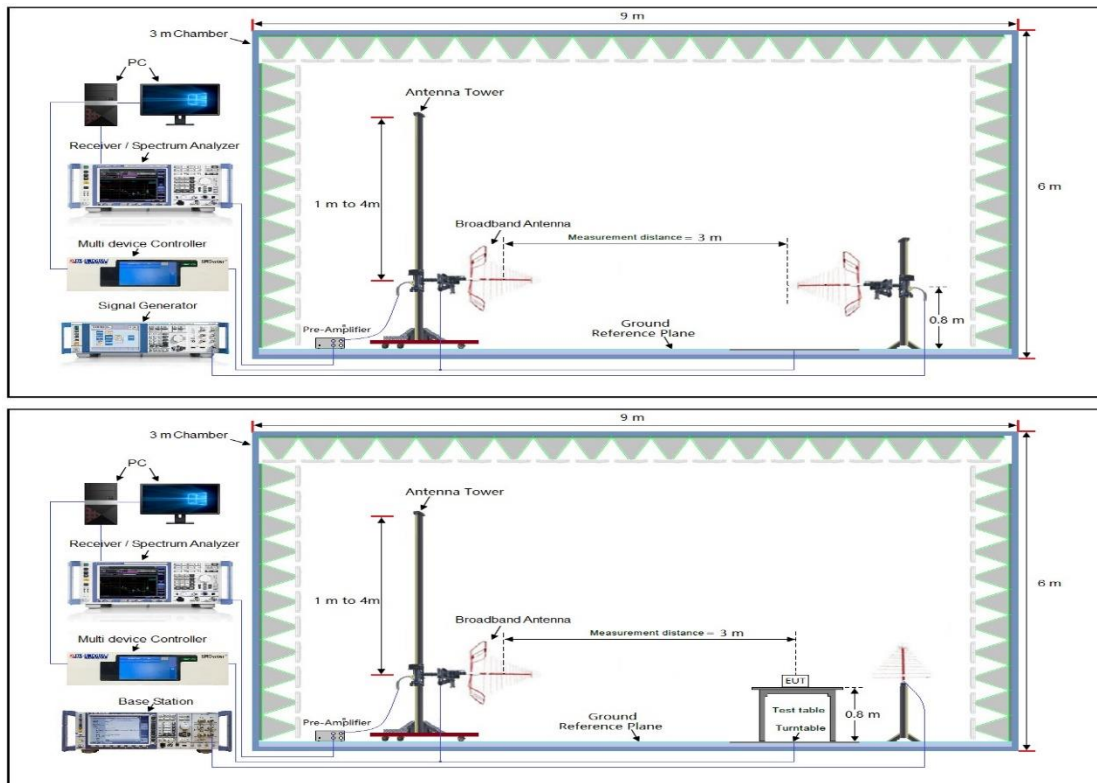 9 m
3 m Chamber
PC
Antenna Tower
Receiver / Spectrum Analyzer
6 m
1 m to 4m
Broadband Antenna
Measurement distance = 3 m
Multi device Controller
Signal Generator
0.8 m
Pre-Amplifier
Ground
Reference Plane
9 m
3 m Chamber
PC
Antenna Tower
Receiver / Spectrum Analyzer
6 m
1 m to 4m
Broadband Antenna
Measurement distance = 3 m
Multi device Controller
EUT
Base Station
Test table
0.8 m
Pre-Amplifier
Ground
Reference Plane
Turntable